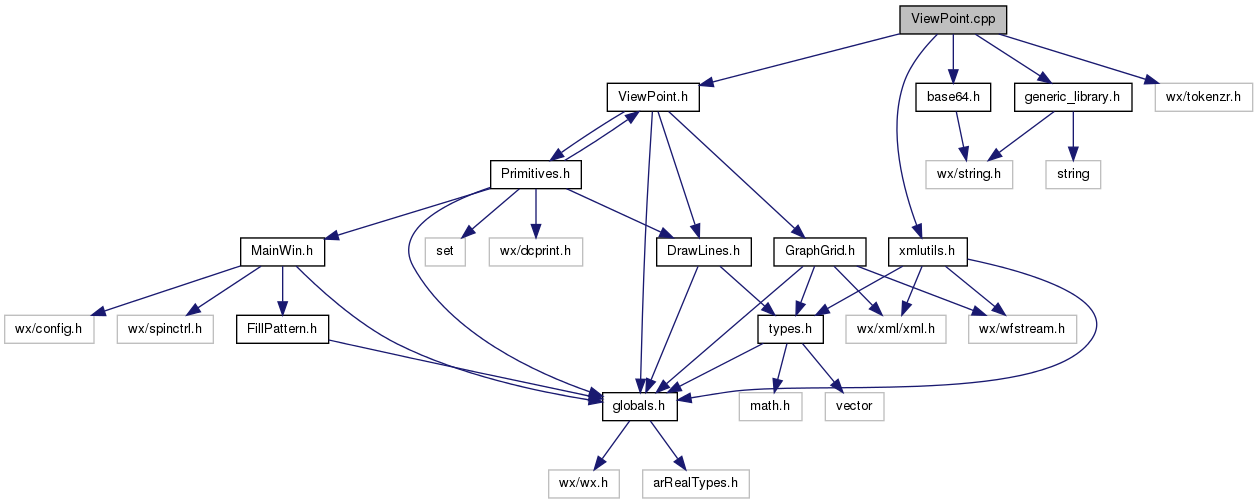 ViewPoint.cpp
ViewPoint.h
base64.h
generic_library.h
wx/tokenzr.h
Primitives.h
wx/string.h
string
MainWin.h
set
wx/dcprint.h
DrawLines.h
GraphGrid.h
xmlutils.h
wx/config.h
wx/spinctrl.h
FillPattern.h
types.h
wx/xml/xml.h
wx/wfstream.h
globals.h
math.h
vector
wx/wx.h
arRealTypes.h